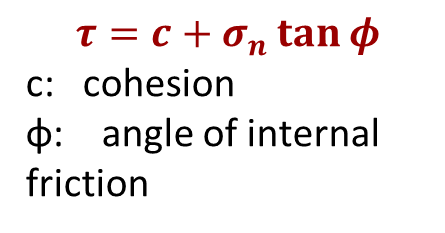 τ = c + σₙ tan ϕ
c: cohesion
ϕ: angle of internal
friction